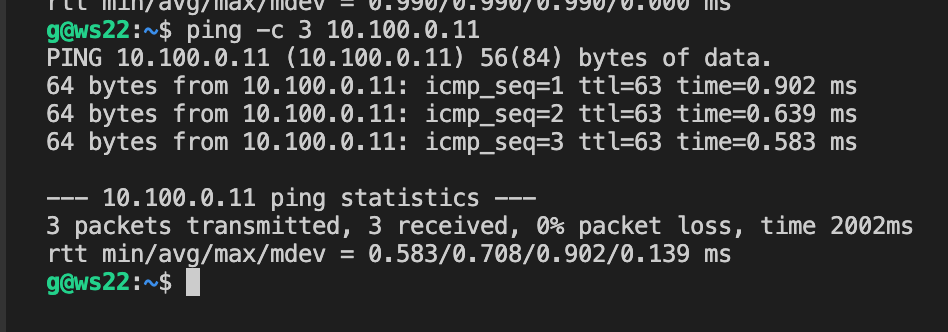 rtt min/avg/max/mdev = 0.990/0.990/0.990/0.000 ms
g@ws22:~$ ping -c 3 10.100.0.11
PING 10.100.0.11 (10.100.0.11) 56(84) bytes of data.
64 bytes from 10.100.0.11: icmp_seq=1 ttl=63 time=0.902 ms
64 bytes from 10.100.0.11: icmp_seq=2 ttl=63 time=0.639 ms
64 bytes from 10.100.0.11: icmp_seq=3 ttl=63 time=0.583 ms

--- 10.100.0.11 ping statistics ---
3 packets transmitted, 3 received, 0% packet loss, time 2002ms
rtt min/avg/max/mdev = 0.583/0.708/0.902/0.139 ms
g@ws22:~$